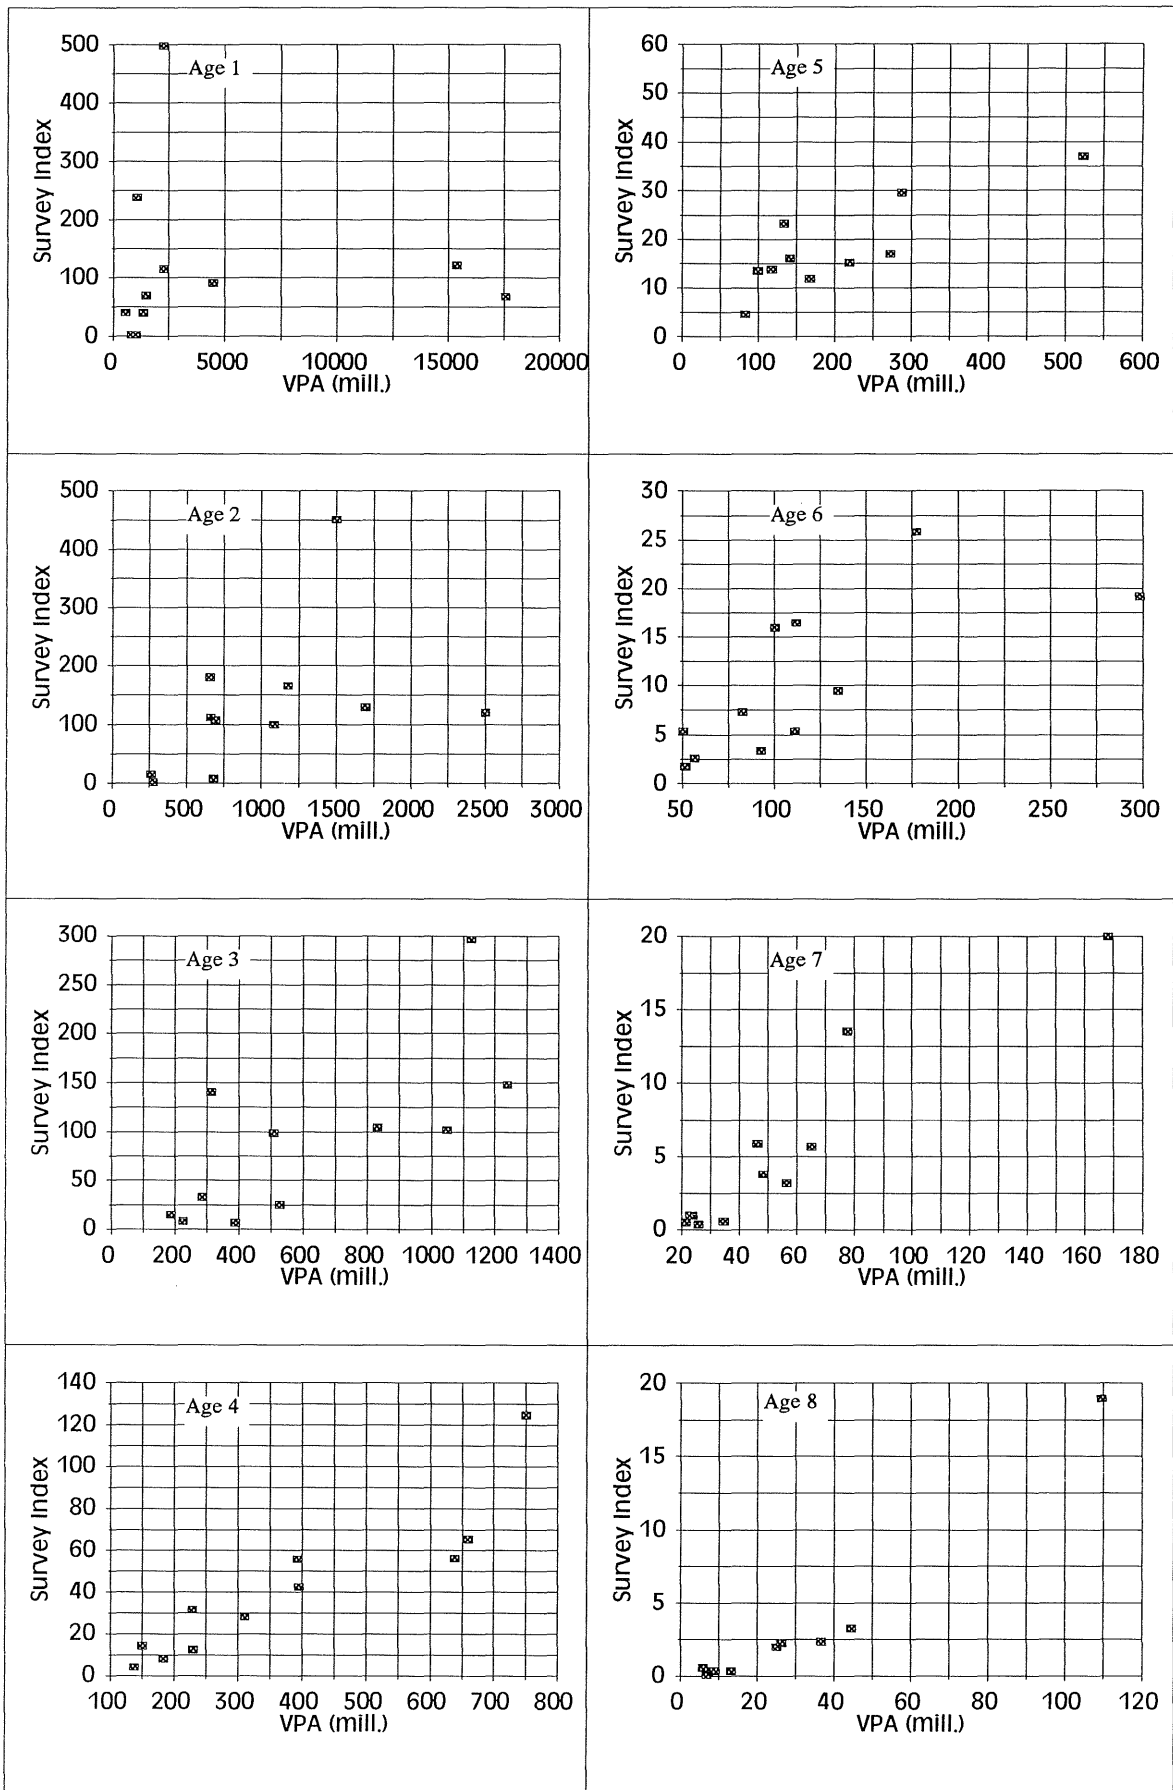 Age 1
500
400
300
200
100
0
Survey Index
0 5000 10000 15000 20000
VPA (mill.)
Age 5
60
50
40
30
20
10
0
Survey Index
0 100 200 300 400 500 600
VPA (mill.)
Age 2
500
400
300
200
100
0
Survey Index
0 500 1000 1500 2000 2500 3000
VPA (mill.)
Age 6
30
25
20
15
10
5
0
Survey Index
50 100 150 200 250 300
VPA (mill.)
Age 3
300
250
200
150
100
50
0
Survey Index
0 200 400 600 800 1000 1200 1400
VPA (mill.)
Age 7
20
15
10
5
0
Survey Index
20 40 60 80 100 120 140 160 180
VPA (mill.)
Age 4
140
120
100
80
60
40
20
0
Survey Index
100 200 300 400 500 600 700 800
VPA (mill.)
Age 8
20
15
10
5
0
Survey Index
0 20 40 60 80 100 120
VPA (mill.)